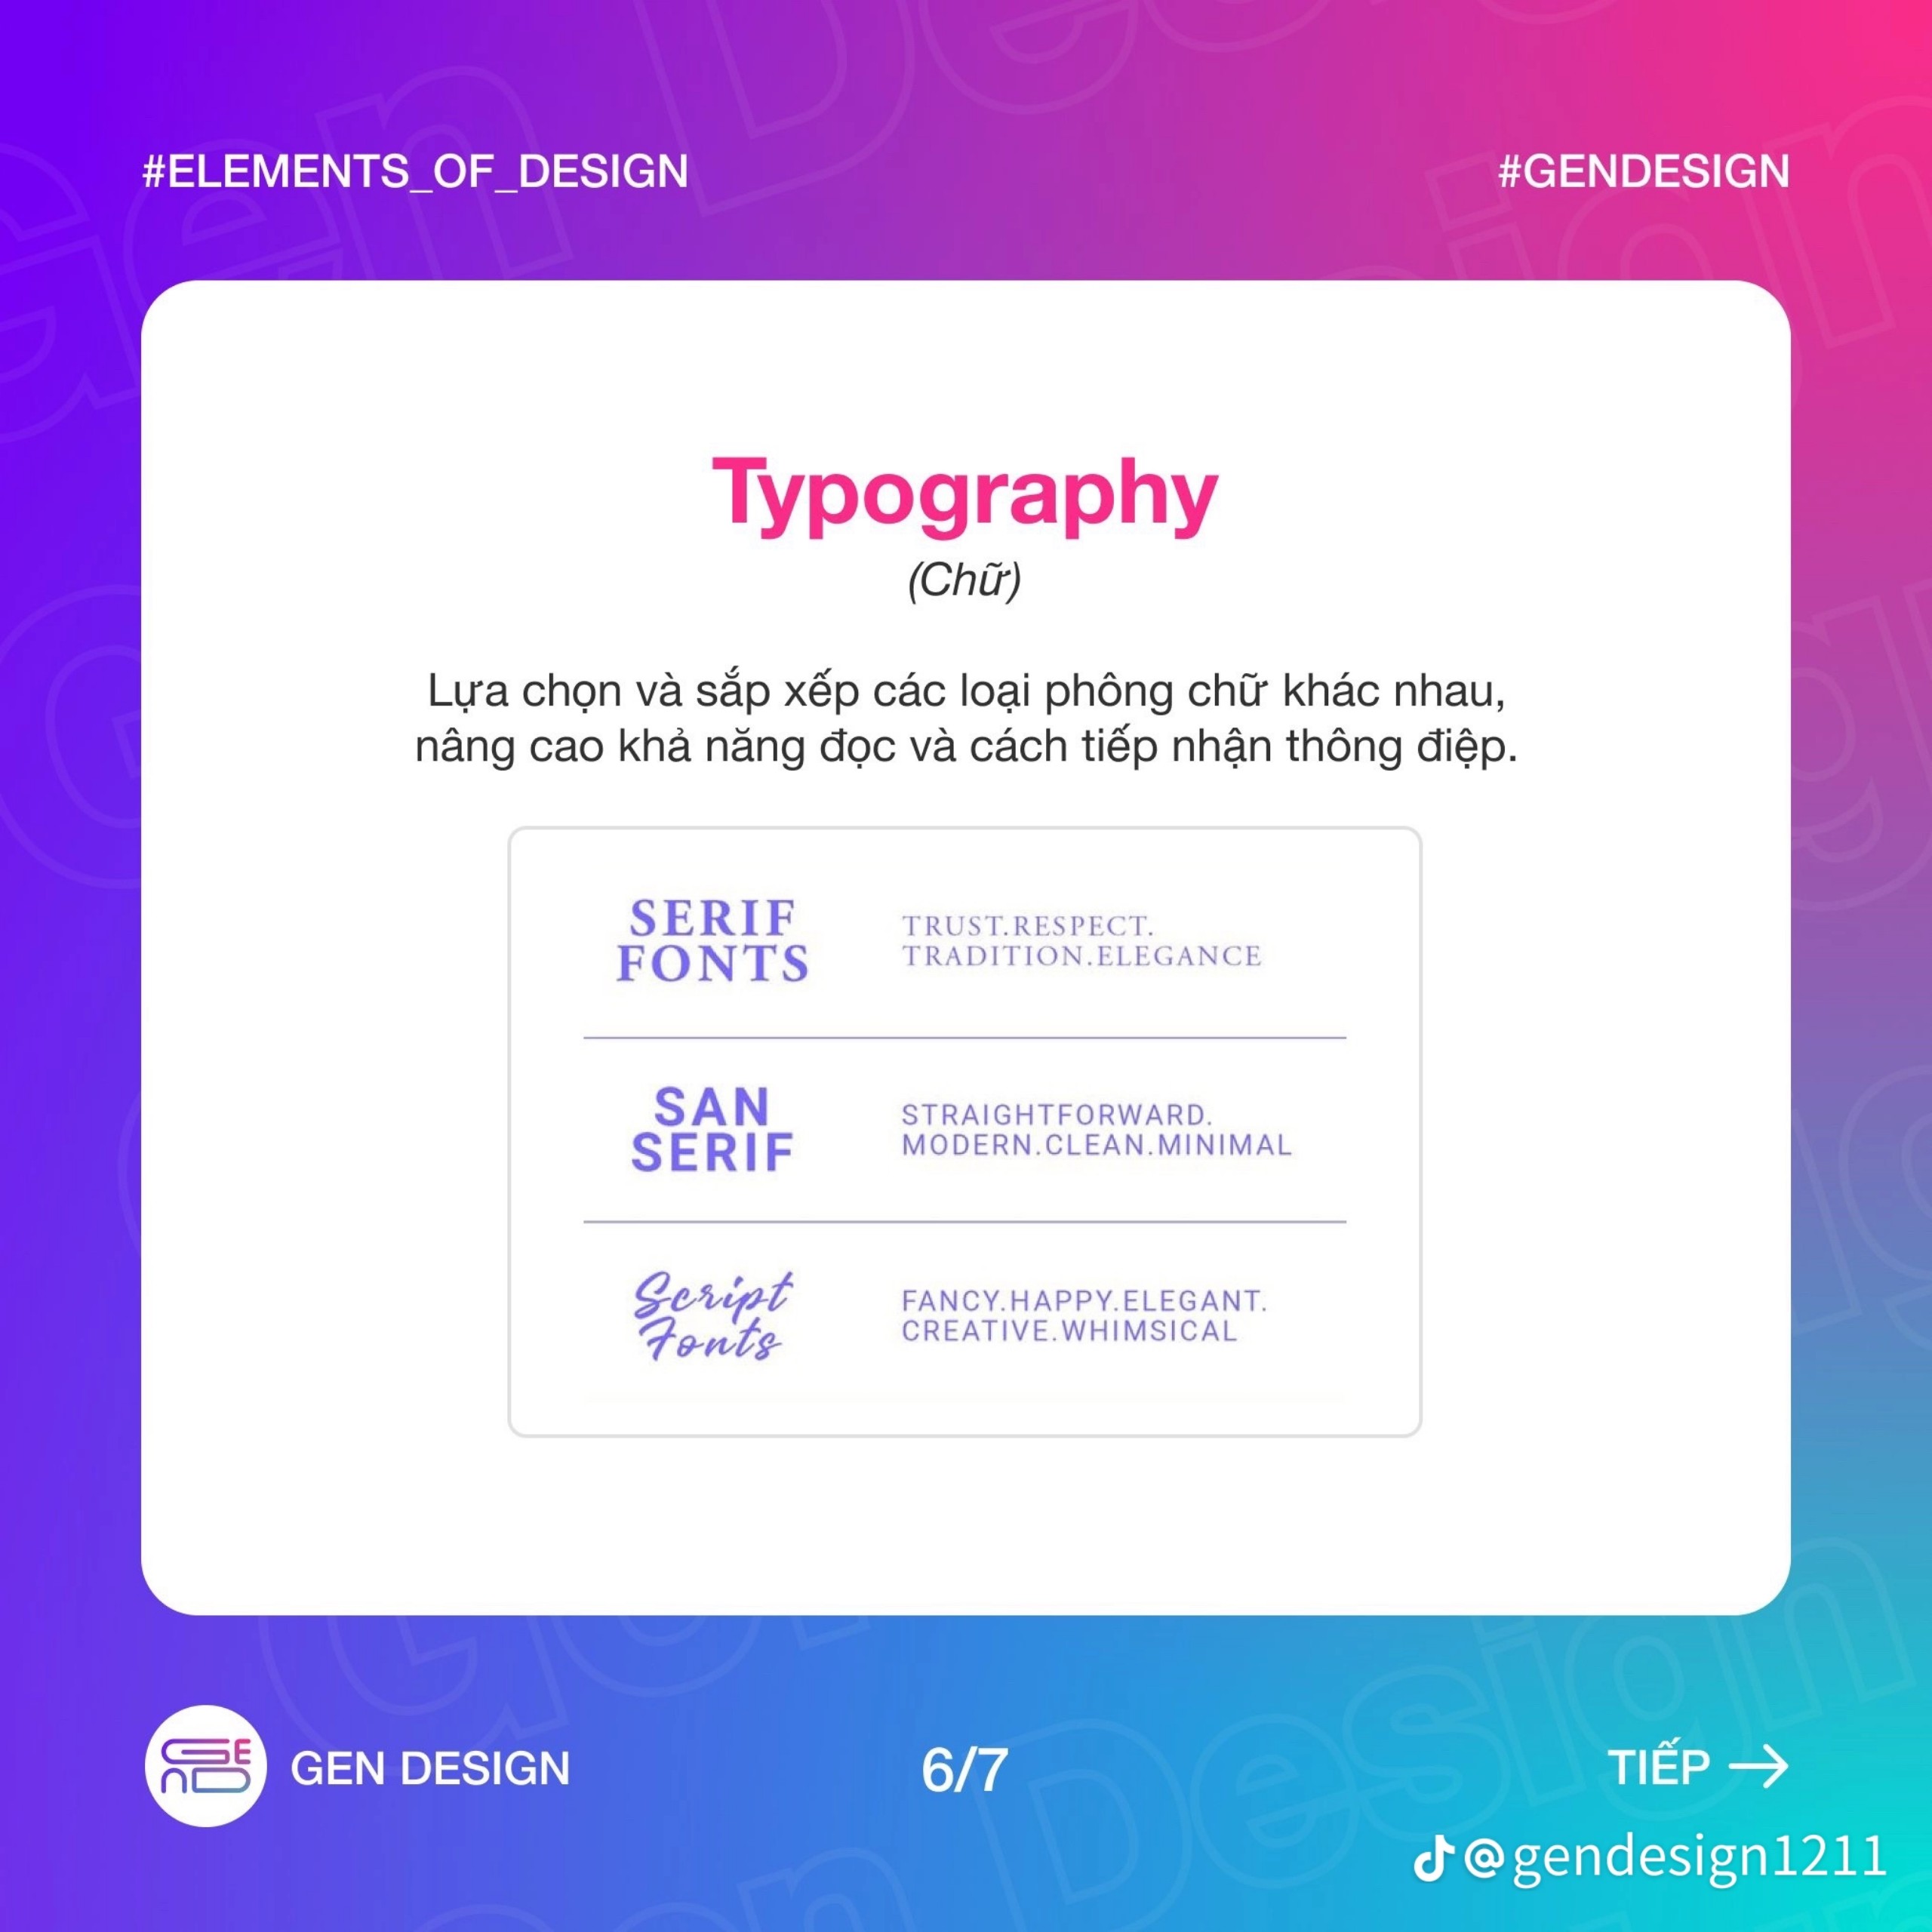 #ELEMENTS_OF_DESIGN
#GENDESIGN
Typography
(Chữ)
Lựa chọn và sắp xếp các loại phông chữ khác nhau,
nâng cao khả năng đọc và cách tiếp nhận thông điệp.
SERIF
FONTS
TRUST.RESPECT.
TRADITION.ELEGANCE
SAN
SERIF
STRAIGHTFORWARD.
MODERN.CLEAN.MINIMAL
Script
Fonts
FANCY.HAPPY.ELEGANT.
CREATIVE.WHIMSICAL
GEN DESIGN
6/7
TIẾP →
@gendesign1211